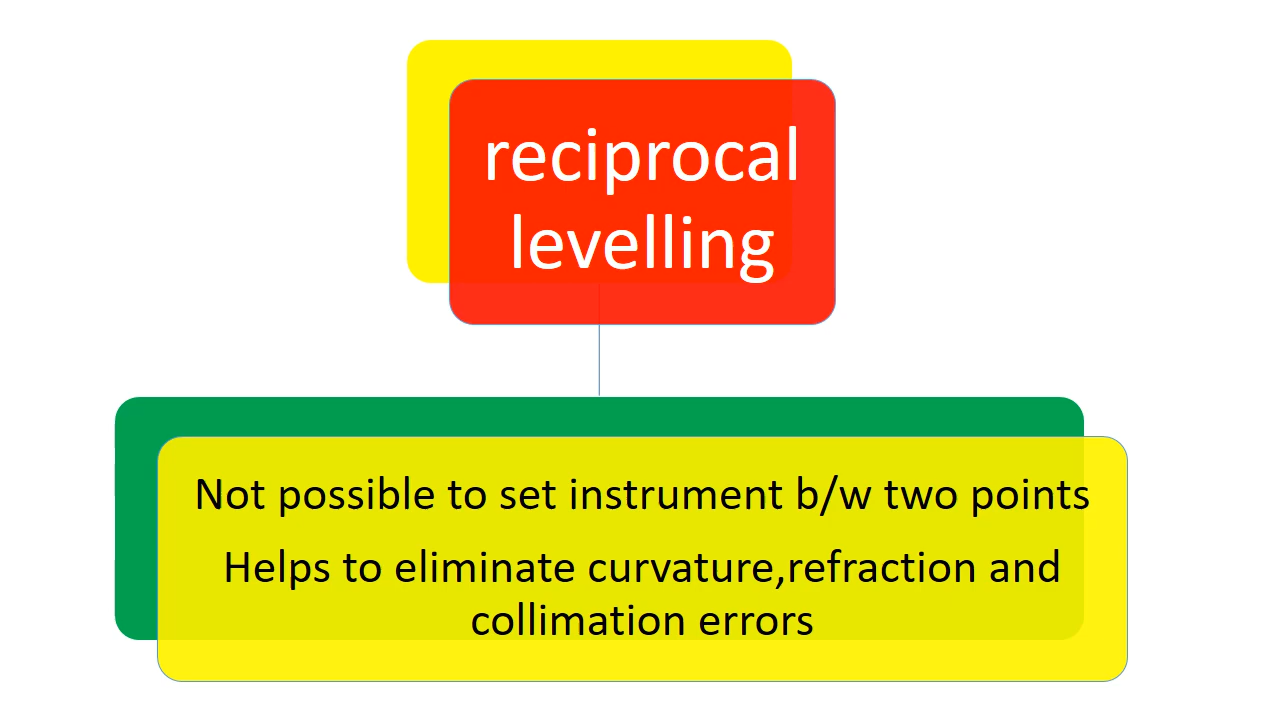 reciprocal
levelling
Not possible to set instrument b/w two points
Helps to eliminate curvature,refraction and
collimation errors